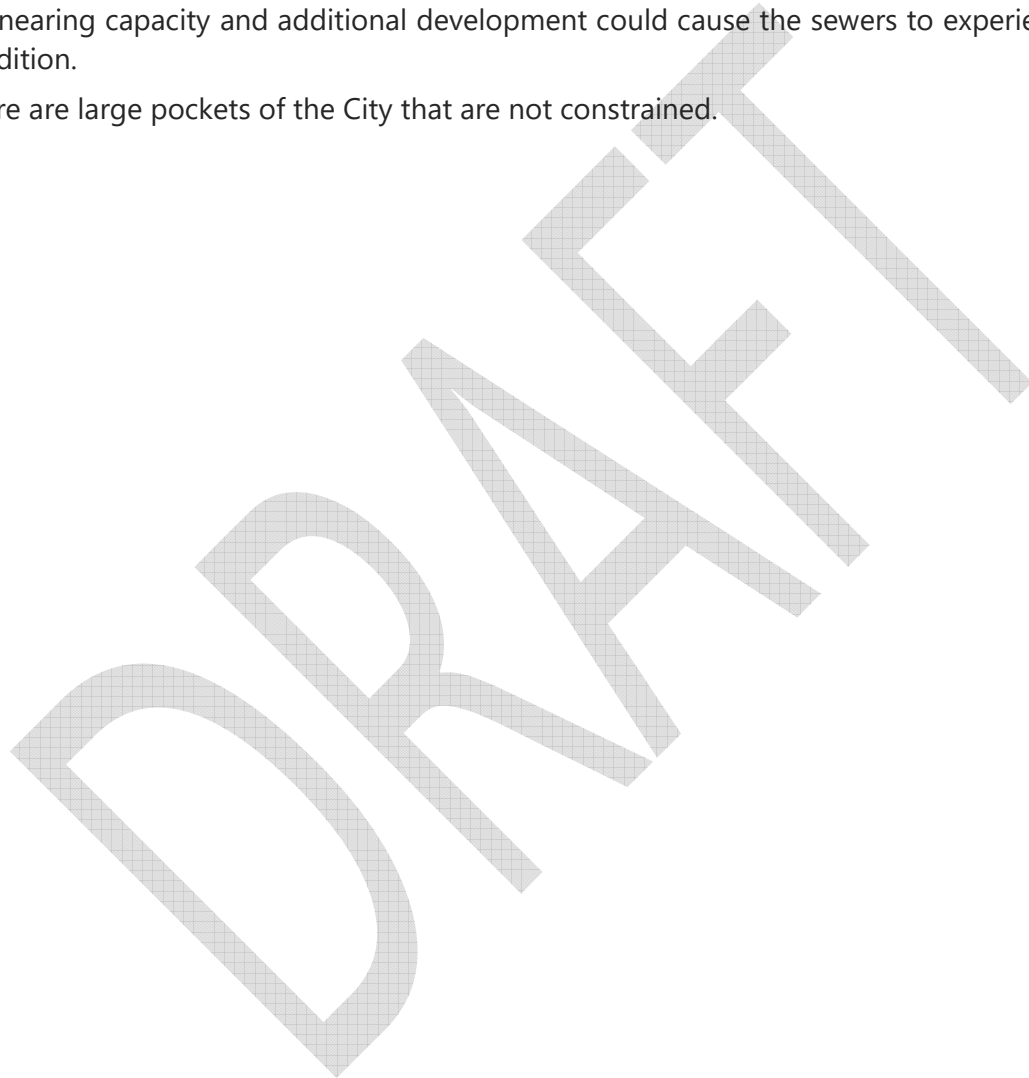 nearing capacity and additional development could cause the sewers to
dition.
re are large pockets of the City that are not constrained.
DRAFT